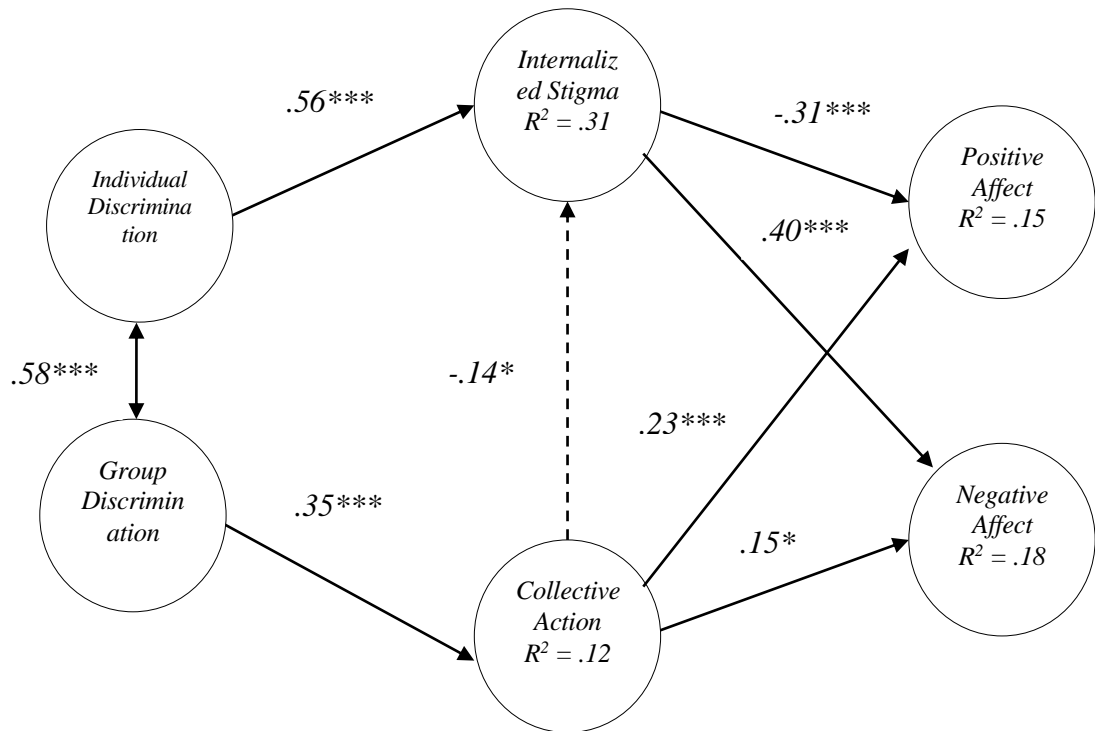 Internaliz
ed Stigma
R² = .31
.56***
-.31***
Individual
Discrimina
tion
Positive
Affect
R² = .15
.40***
.58***
-.14*
.23***
Group
Discrimin
ation
.35***
Negative
Affect
R² = .18
.15*
Collective
Action
R² = .12